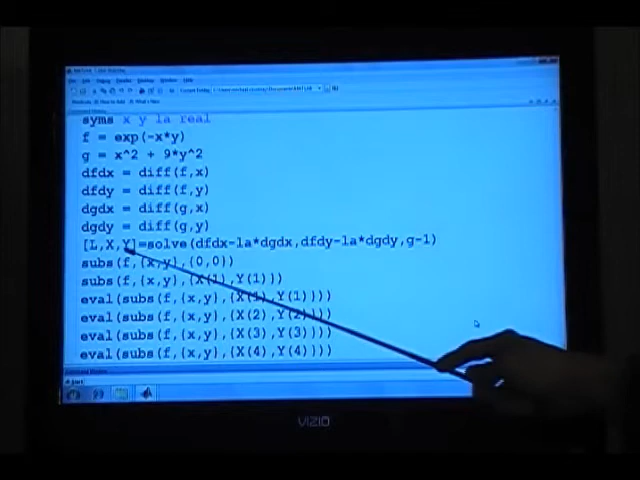 syms x y la real
f = exp(-x*y)
g = x^2 + 9*y^2
dfdx = diff(f,x)
dfdy = diff(f,y)
dgdx = diff(g,x)
dgdy = diff(g,y)
[L,X,Y]=solve(dfdx-la*dgdx,dfdy-la*dgdy,g-1)
subs(f,{x,y},{0,0})
subs(f,{x,y},{X(1),Y(1)})
eval(subs(f,{x,y},{X(1),Y(1)}))
eval(subs(f,{x,y},{X(2),Y(2)}))
eval(subs(f,{x,y},{X(3),Y(3)}))
eval(subs(f,{x,y},{X(4),Y(4)}))
VIZIO